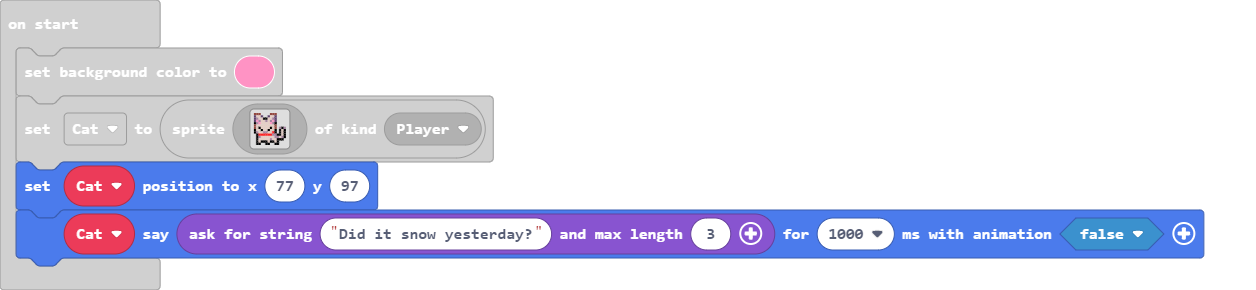 on start
set background color to
set Cat to sprite of kind Player
set Cat position to x 77 y 97
Cat say ask for string "Did it snow yesterday?" and max length 3 for 1000 ms with animation false